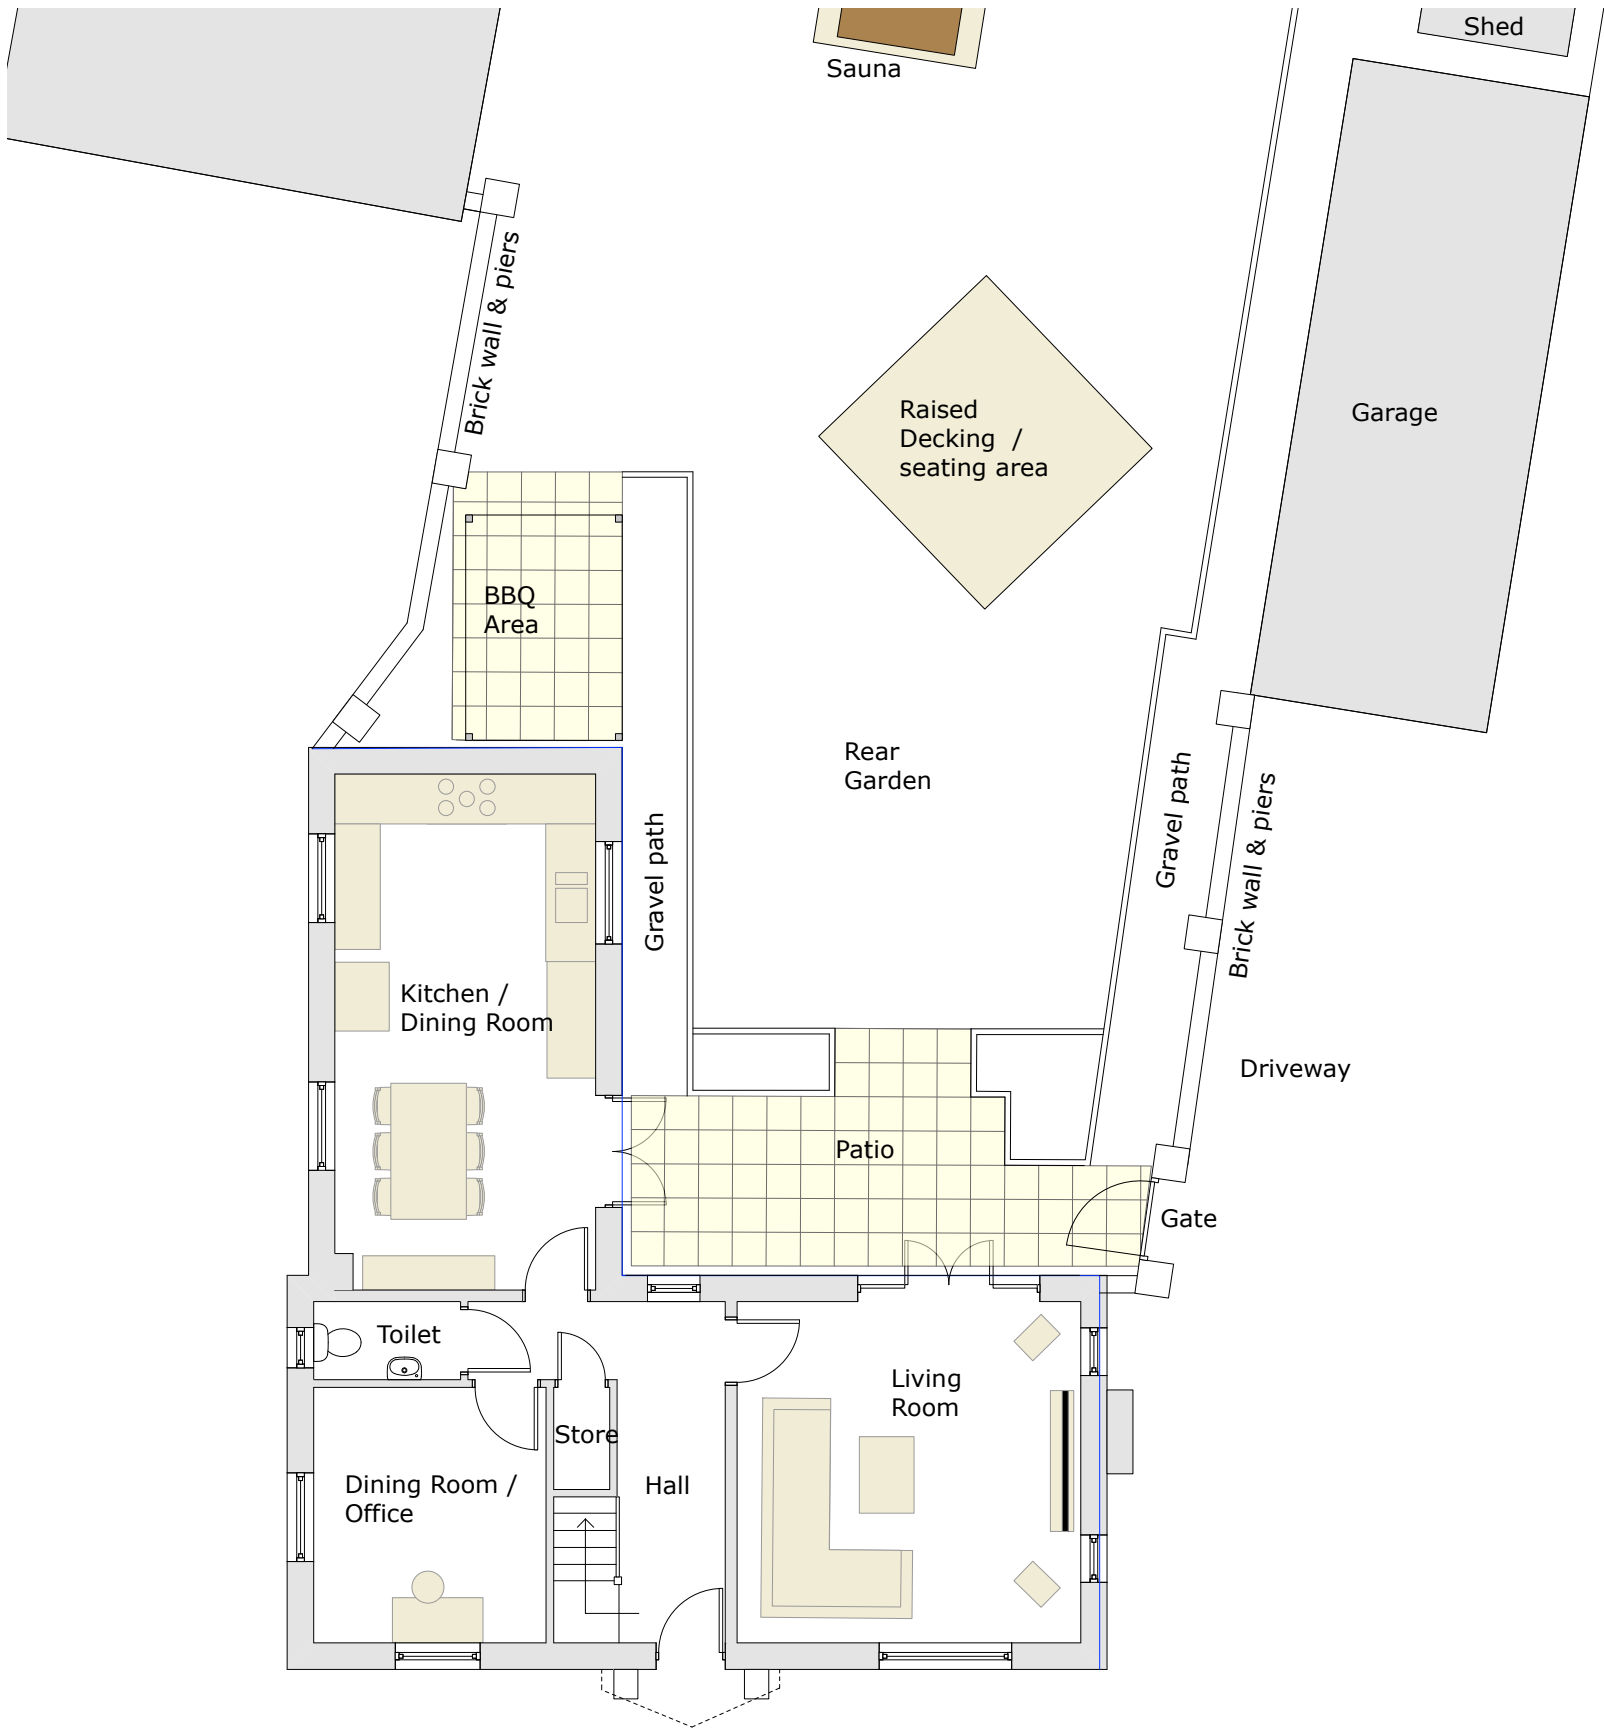 Shed
Sauna
Brick wall & piers
Raised
Decking /
seating area
Garage
BBQ
Area
Rear
Garden
Gravel path
Gravel path
Brick wall & piers
Kitchen /
Dining Room
Driveway
Patio
Gate
Toilet
Living
Room
Store
Dining Room /
Office
Hall